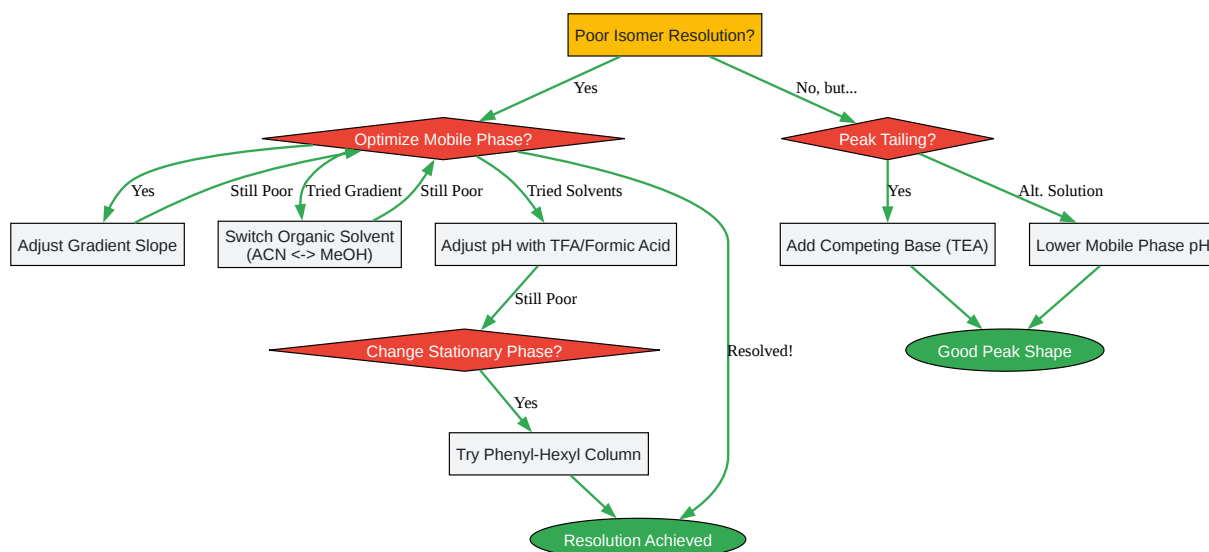 Poor Isomer Resolution?
Yes
No, but...
Optimize Mobile Phase?
Peak Tailing?
Yes
Still Poor
Tried Gradient
Still Poor
Tried Solvents
Yes
Alt. Solution
Adjust Gradient Slope
Switch Organic Solvent
(ACN <-> MeOH)
Adjust pH with TFA/Formic Acid
Add Competing Base (TEA)
Lower Mobile Phase pH
Still Poor
Change Stationary Phase?
Resolved!
Good Peak Shape
Yes
Try Phenyl-Hexyl Column
Resolution Achieved